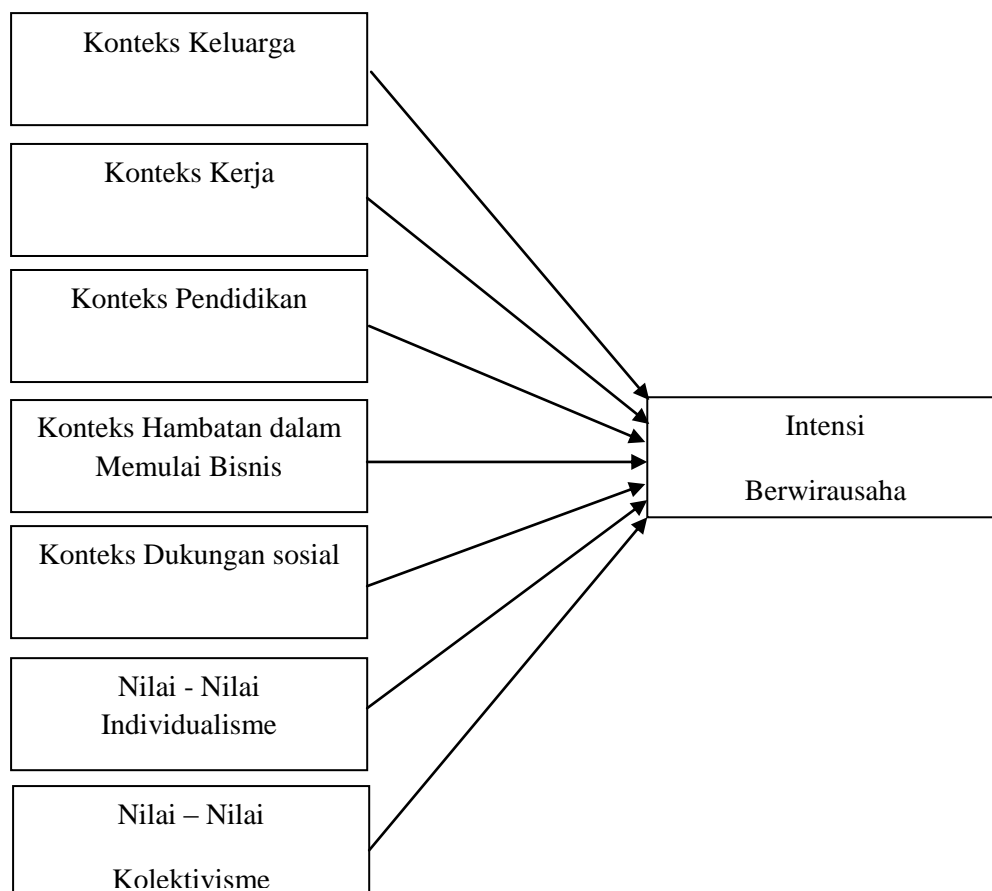 Konteks Keluarga
Konteks Kerja
Konteks Pendidikan
Konteks Hambatan dalam
Memulai Bisnis
Konteks Dukungan sosial
Nilai - Nilai
Individualisme
Nilai – Nilai
Kolektivisme
Intensi
Berwirausaha